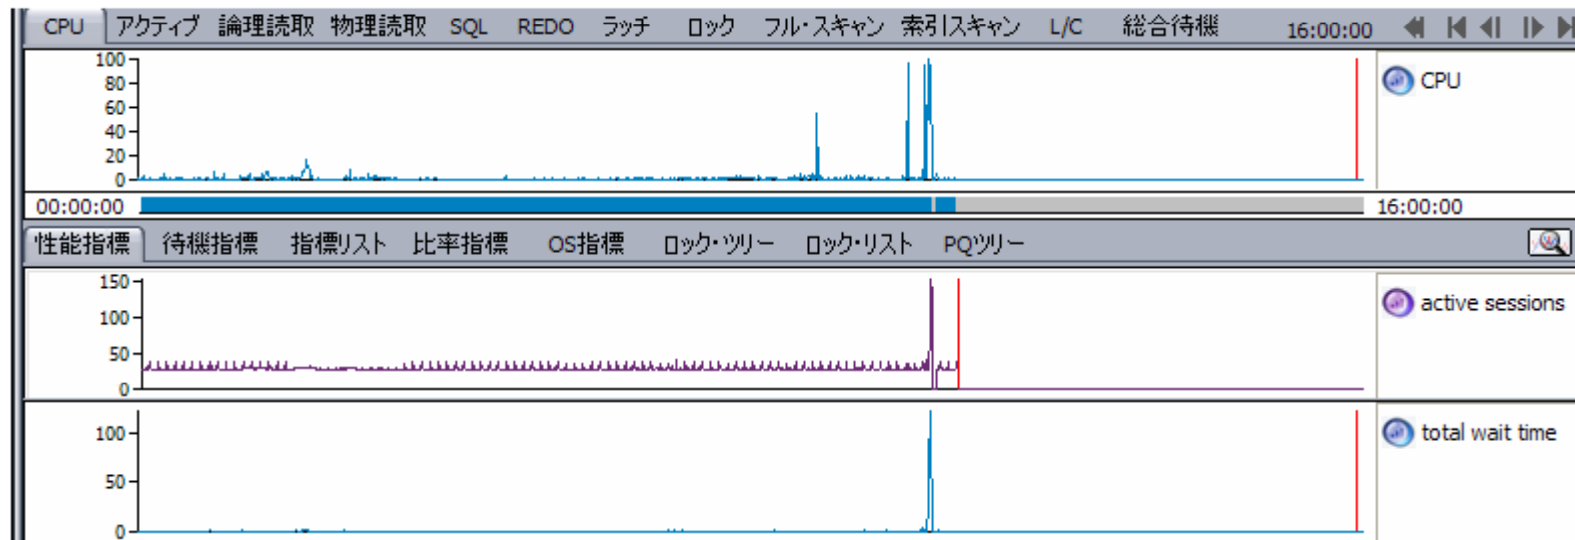 CPU アクティブ 論理読取 物理読取 SQL REDO ラッチ ロック フル・スキャン 索引スキャン L/C 総合待機 16:00:00
100
80
60
40
20
0
CPU
00:00:00 16:00:00
性能指標 待機指標 指標リスト 比率指標 OS指標 ロック・ツリー ロック・リスト PQツリー
150
100
50
0
active sessions
100
50
0
total wait time